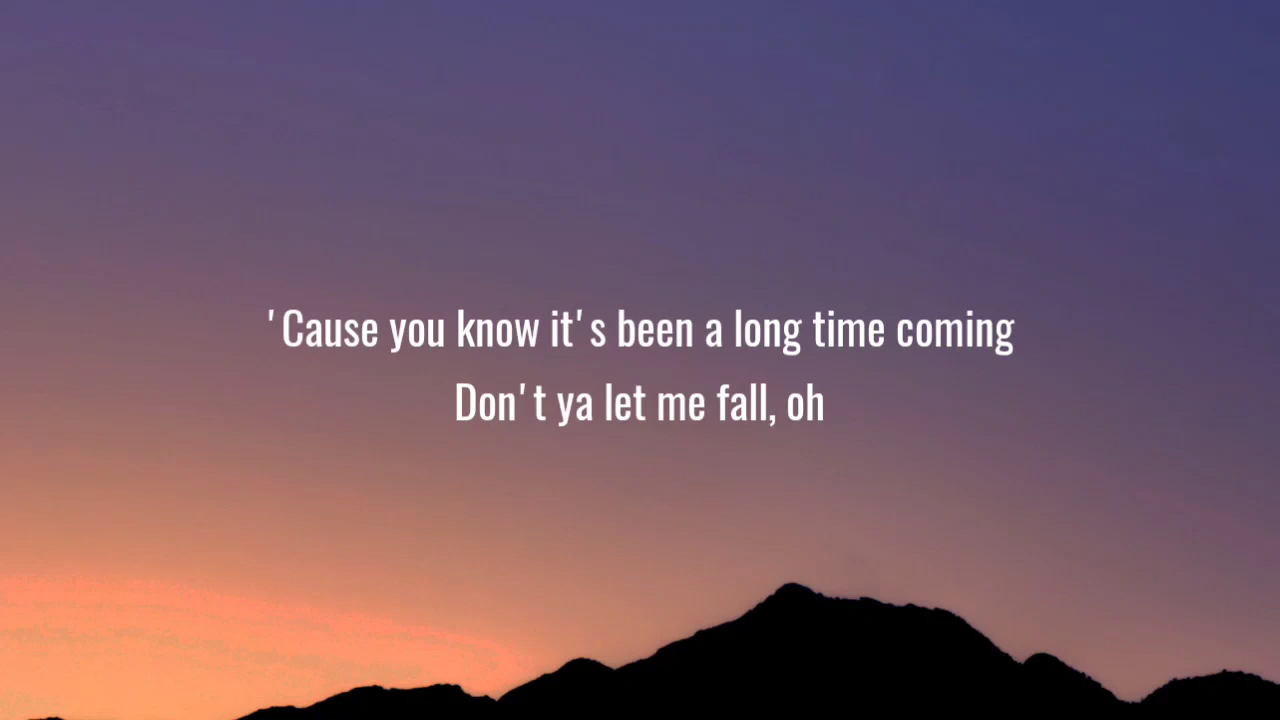 'Cause you know it's been a long time coming
Don't ya let me fall, oh